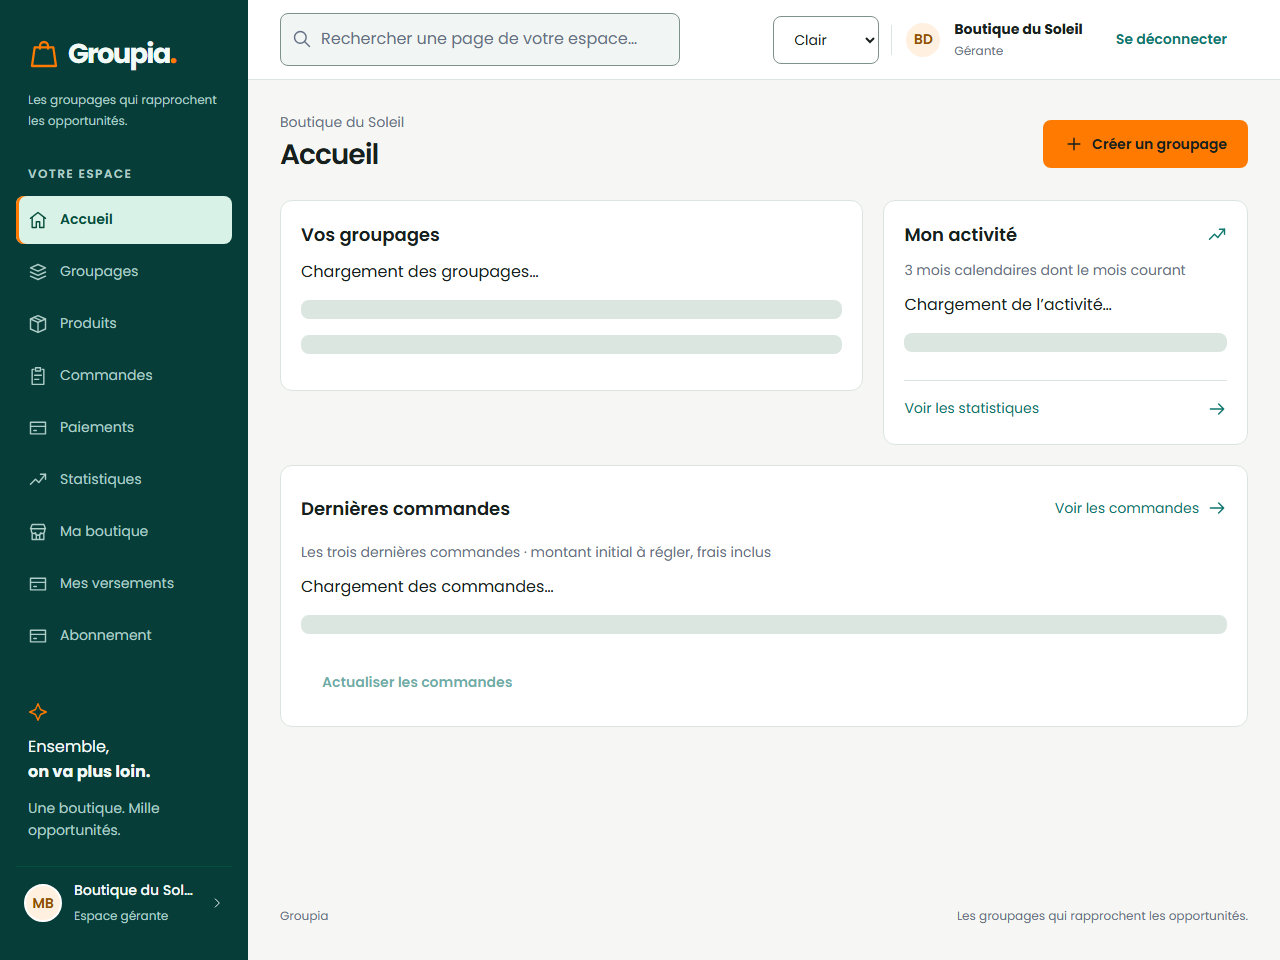 Groupia.
Les groupages qui rapprochent
les opportunités.
VOTRE ESPACE
Accueil
Groupages
Produits
Commandes
Paiements
Statistiques
Ma boutique
Mes versements
Abonnement
Ensemble,
on va plus loin.
Une boutique. Mille
opportunités.
MB
Boutique du Sol...
Espace gérante
Rechercher une page de votre espace...
Clair
BD
Boutique du Soleil
Gérante
Se déconnecter
Boutique du Soleil
Accueil
Créer un groupage
Vos groupages
Chargement des groupages...
Mon activité
3 mois calendaires dont le mois courant
Chargement de l’activité...
Voir les statistiques
Dernières commandes
Voir les commandes
Les trois dernières commandes · montant initial à régler, frais inclus
Chargement des commandes...
Actualiser les commandes
Groupia
Les groupages qui rapprochent les opportunités.